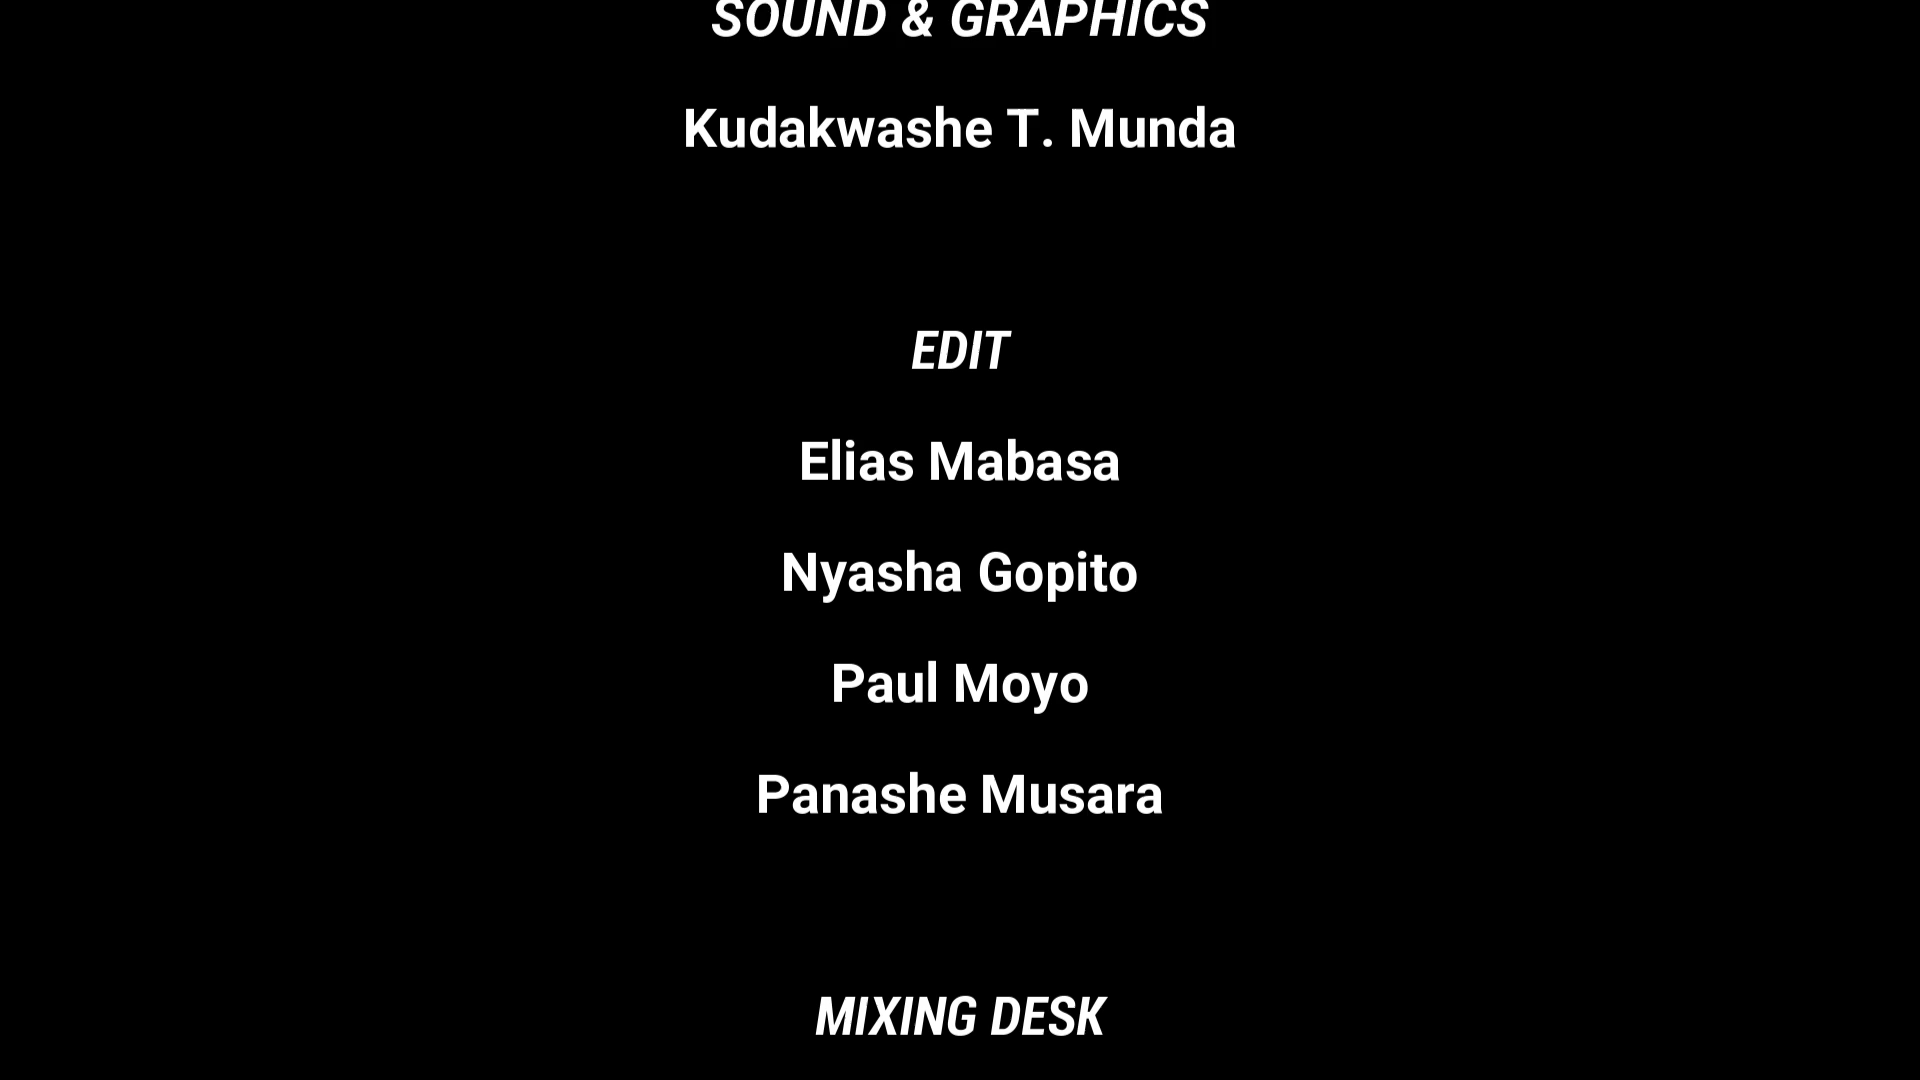 SOUND & GRAPHICS
Kudakwashe T. Munda
EDIT
Elias Mabasa
Nyasha Gopito
Paul Moyo
Panashe Musara
MIXING DESK